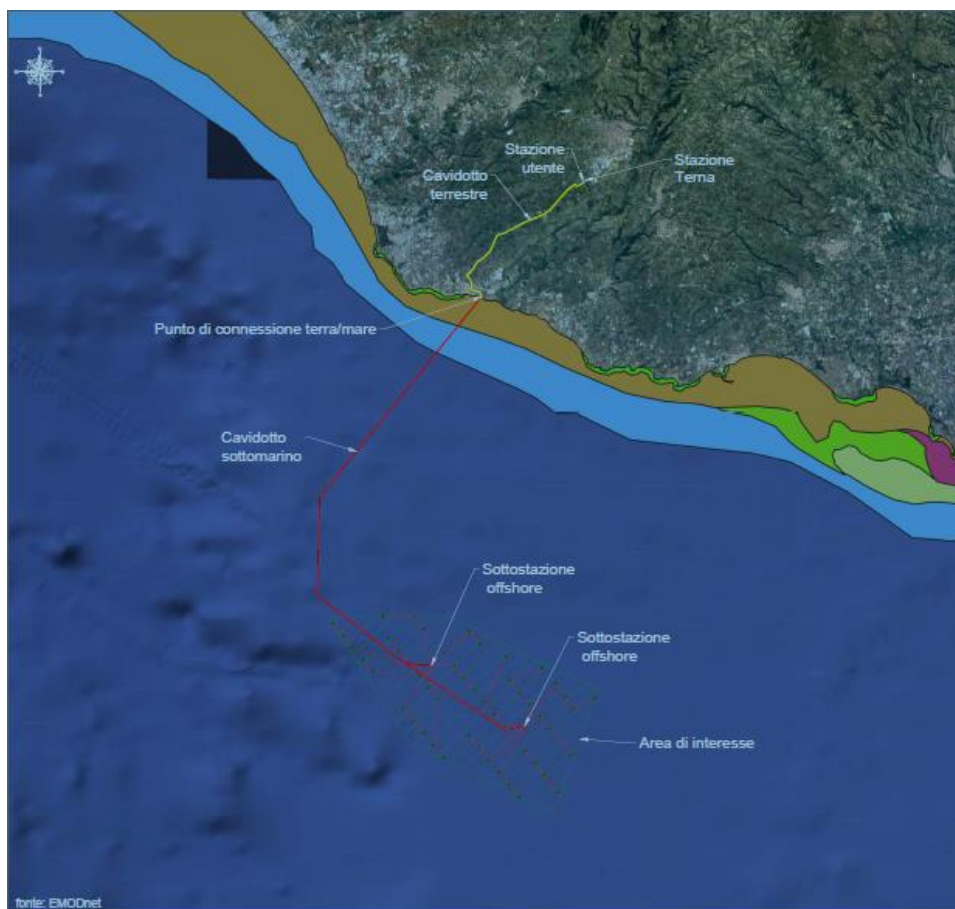 Stazione
utente
Stazione
Terna
Cavidotto
terrestre
Punto di connessione terra/mare
Cavidotto
sottomarino
Sottostazione
offshore
Sottostazione
offshore
Area di interesse
fonte: EMODnet